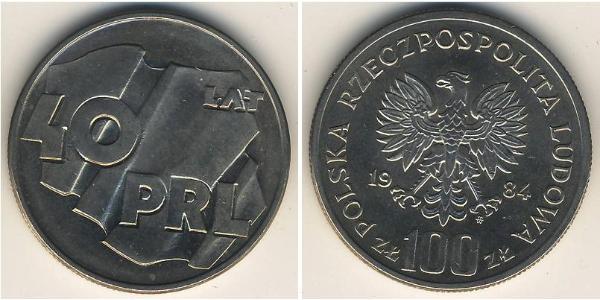 40 LAT
PRL
POLSKA RZECZPOSPOLITA LUDOWA
19 84
ZŁ 100 ZŁ